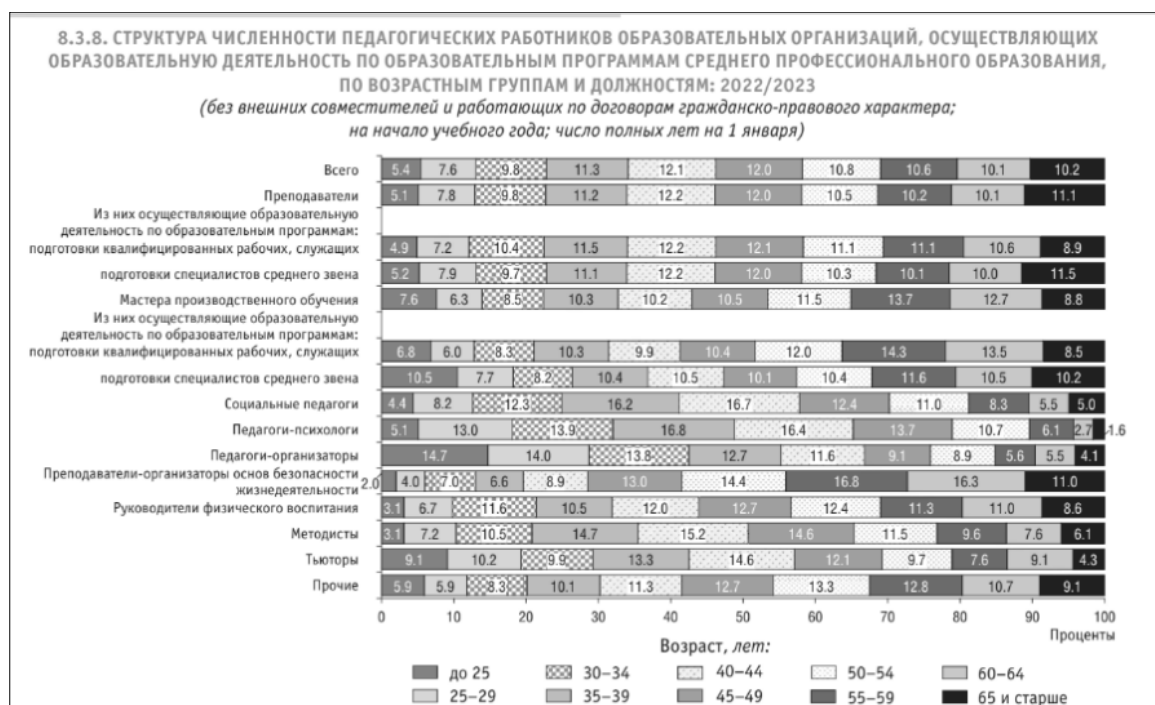 8.3.8. СТРУКТУРА ЧИСЛЕННОСТИ ПЕДАГОГИЧЕСКИХ РАБОТНИКОВ ОБРАЗОВАТЕЛЬНЫХ ОРГАНИЗАЦИЙ, ОСУЩЕСТВЛЯЮЩИХ
ОБРАЗОВАТЕЛЬНУЮ ДЕЯТЕЛЬНОСТЬ ПО ОБРАЗОВАТЕЛЬНЫМ ПРОГРАММАМ СРЕДНЕГО ПРОФЕССИОНАЛЬНОГО ОБРАЗОВАНИЯ,
ПО ВОЗРАСТНЫМ ГРУППАМ И ДОЛЖНОСТЯМ: 2022/2023
(без внешних совместителей и работающих по договорам гражданско-правового характера;
на начало учебного года; число полных лет на 1 января)
Всего 5.4 7.6 9.8 11.3 12.1 12.0 10.8 10.6 10.1 10.2
Преподаватели 5.1 7.8 9.8 11.2 12.2 12.0 10.5 10.2 10.1 11.1
Из них осуществляющие образовательную
деятельность по образовательным программам:
подготовки квалифицированных рабочих, служащих 4.9 7.2 10.4 11.5 12.2 12.1 11.1 11.1 10.6 8.9
подготовки специалистов среднего звена 5.2 7.9 9.7 11.1 12.2 12.0 10.3 10.1 10.0 11.5
Мастера производственного обучения 7.6 6.3 8.5 10.3 10.2 10.5 11.5 13.7 12.7 8.8
Из них осуществляющие образовательную
деятельность по образовательным программам:
подготовки квалифицированных рабочих, служащих 6.8 6.0 8.3 10.3 9.9 10.4 12.0 14.3 13.5 8.5
подготовки специалистов среднего звена 10.5 7.7 8.2 10.4 10.5 10.1 10.4 11.6 10.5 10.2
Социальные педагоги 4.4 8.2 12.3 16.2 16.7 12.4 11.0 8.3 5.5 5.0
Педагоги-психологи 5.1 13.0 13.9 16.8 16.4 13.7 10.7 6.1 2.7 1.6
Педагоги-организаторы 14.7 14.0 13.8 12.7 11.6 9.1 8.9 5.6 5.5 4.1
Преподаватели-организаторы основ безопасности
жизнедеятельности 2.0 4.0 7.0 6.6 8.9 13.0 14.4 16.8 16.3 11.0
Руководители физического воспитания 3.1 6.7 11.6 10.5 12.0 12.7 12.4 11.3 11.0 8.6
Методисты 3.1 7.2 10.5 14.7 15.2 14.6 11.5 9.6 7.6 6.1
Тьюторы 9.1 10.2 9.9 13.3 14.6 12.1 9.7 7.6 9.1 4.3
Прочие 5.9 5.9 8.3 10.1 11.3 12.7 13.3 12.8 10.7 9.1
0 10 20 30 40 50 60 70 80 90 100
Проценты
Возраст, лет:
до 25 30–34 40–44 50–54 60–64
25–29 35–39 45–49 55–59 65 и старше